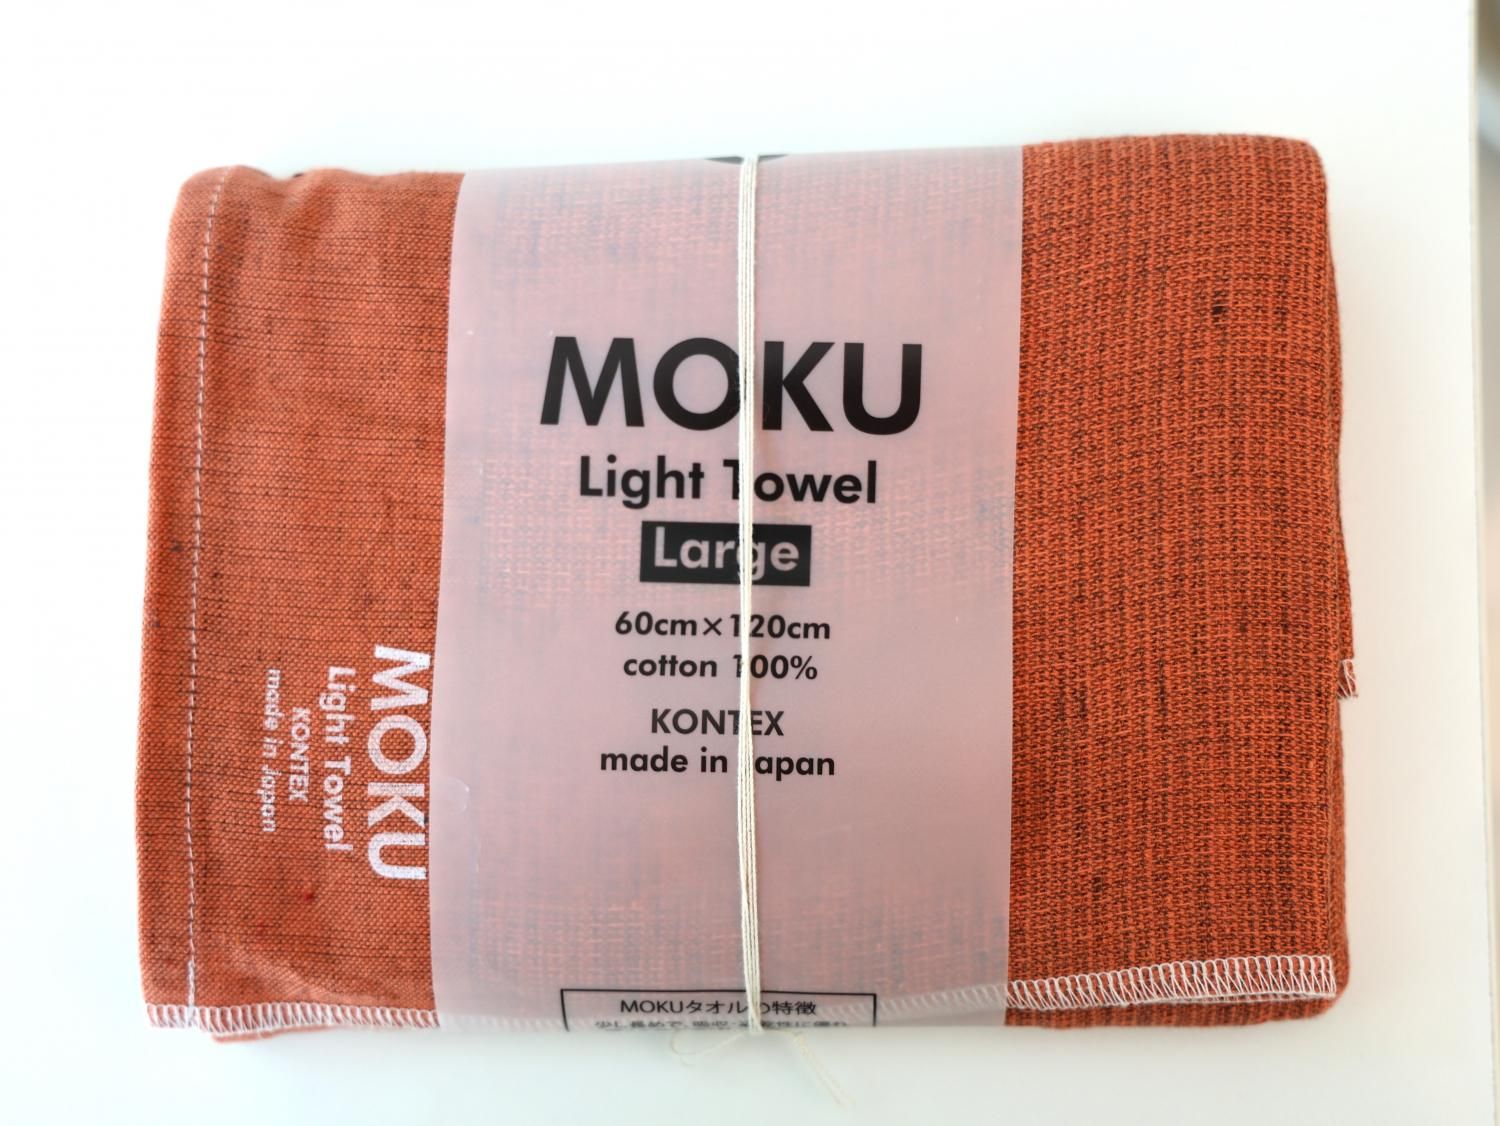 MOKU
Light Towel
Large
60cm×120cm
cotton 100%
KONTEX
made in Japan
MOKUタオルの特徴
MOKU
Light Towel
KONTEX
made in Japan